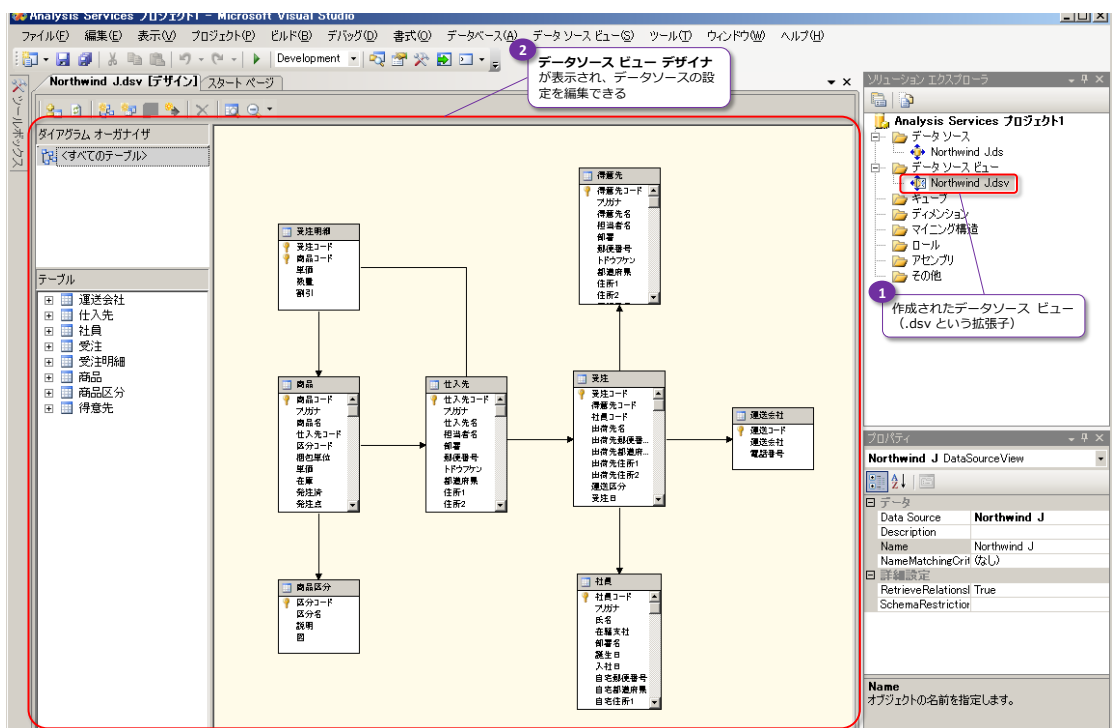 Analysis Services プロジェクト1 - Microsoft Visual Studio
ファイル(F) 編集(E) 表示(V) プロジェクト(P) ビルド(B) デバッグ(D) 書式(O) データベース(A) データ ソース ビュー(S) ツール(T) ウィンドウ(W) ヘルプ(H)
Development
2
データソース ビュー デザイナ
が表示され、データソースの設
定を編集できる
Northwind J.dsv [デザイン] スタート ページ
ツールボックス
ダイアグラム オーガナイザ
<すべてのテーブル>
テーブル
運送会社
仕入先
社員
受注
受注明細
商品
商品区分
得意先
受注明細
受注コード
商品コード
単価
数量
割引
得意先
得意先コード
フリガナ
得意先名
担当者名
部署
郵便番号
トドウフケン
都道府県
住所1
住所2
商品
商品コード
フリガナ
商品名
仕入先コード
区分コード
梱包単位
単価
在庫
発注済
発注点
仕入先
仕入先コード
フリガナ
仕入先名
担当者名
部署
郵便番号
トドウフケン
都道府県
住所1
住所2
受注
受注コード
得意先コード
社員コード
出荷先名
出荷先郵便番...
出荷先都道府...
出荷先住所1
出荷先住所2
運送区分
受注日
運送会社
運送コード
運送会社
電話番号
商品区分
区分コード
区分名
説明
図
社員
社員コード
フリガナ
氏名
在籍支社
部署名
誕生日
入社日
自宅郵便番号
自宅都道府県
自宅住所1
ソリューション エクスプローラ
Analysis Services プロジェクト1
データ ソース
Northwind J.ds
データ ソース ビュー
Northwind J.dsv
キューブ
ディメンション
マイニング構造
ロール
アセンブリ
その他
1
作成されたデータソース ビュー
(.dsv という拡張子)
プロパティ
Northwind J DataSourceView
データ
Data Source Northwind J
Description
Name Northwind J
NameMatchingCrit (なし)
詳細設定
RetrieveRelationsl True
SchemaRestriction
Name
オブジェクトの名前を指定します。